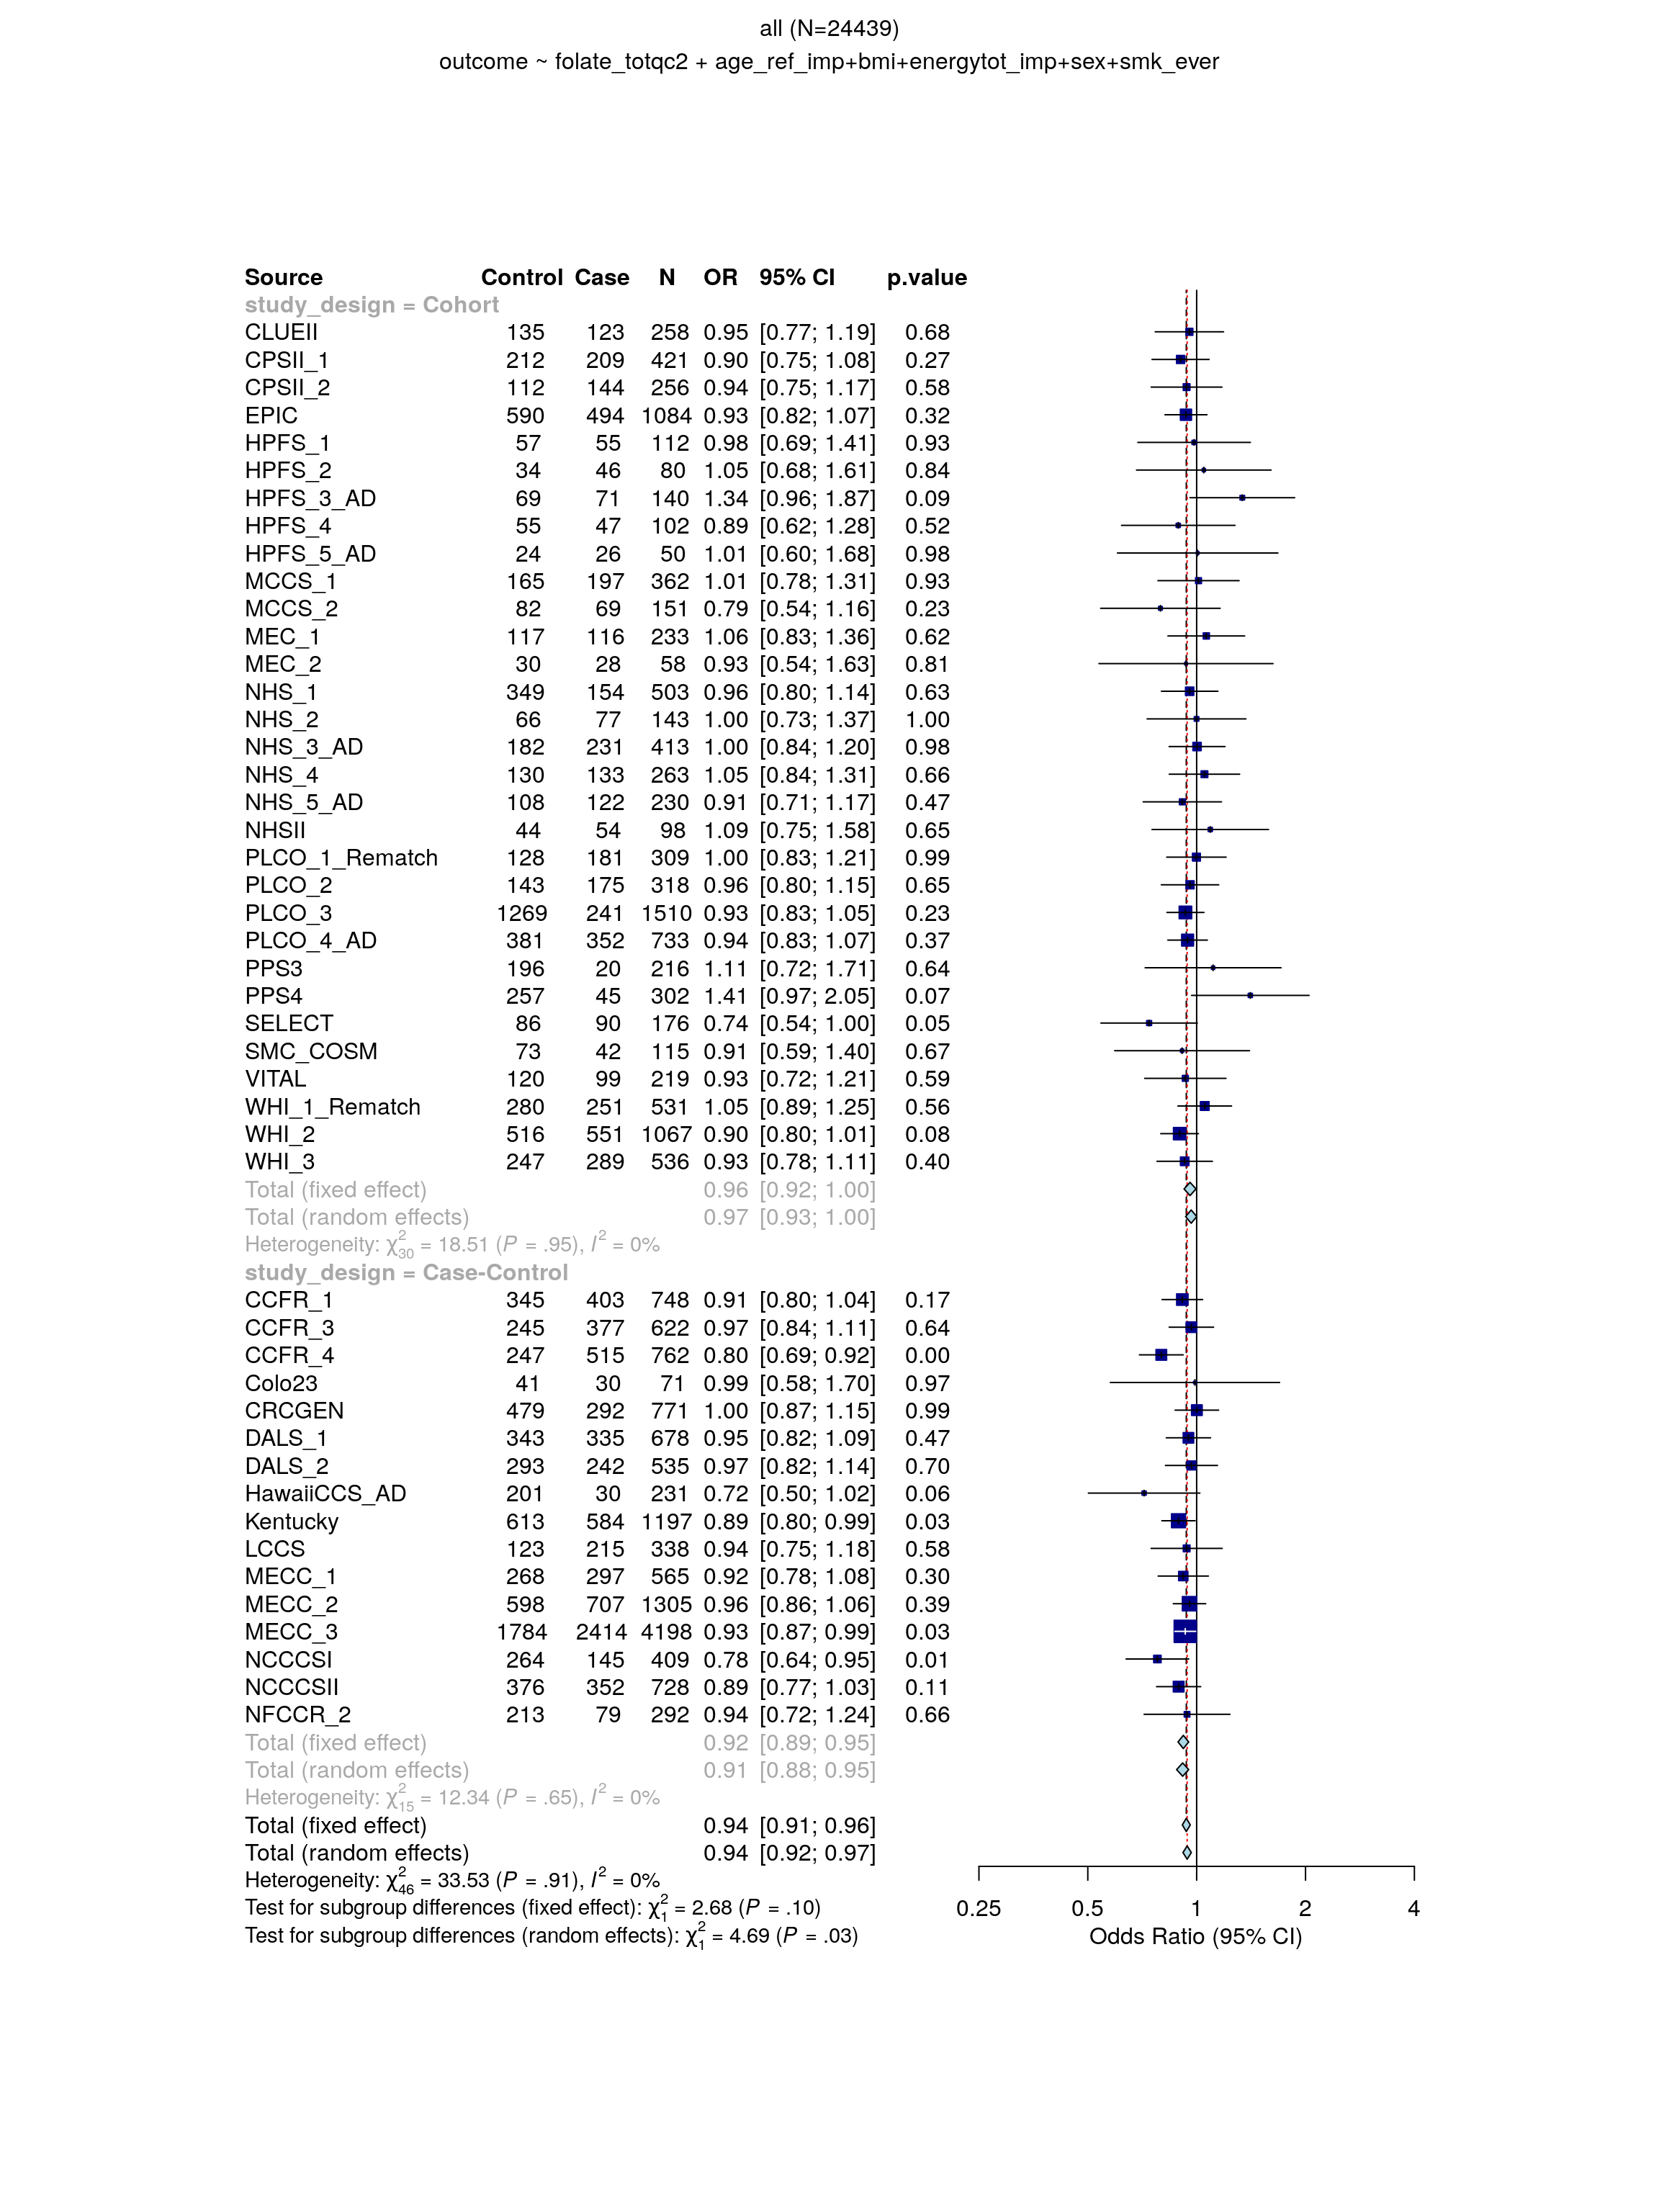 all (N=24439)
outcome ~ folate_totqc2 + age_ref_imp+bmi+energytot_imp+sex+smk_ever
Source Control Case N OR 95% CI p.value
study_design = Cohort
CLUEII 135 123 258 0.95 [0.77; 1.19] 0.68
CPSII_1 212 209 421 0.90 [0.75; 1.08] 0.27
CPSII_2 112 144 256 0.94 [0.75; 1.17] 0.58
EPIC 590 494 1084 0.93 [0.82; 1.07] 0.32
HPFS_1 57 55 112 0.98 [0.69; 1.41] 0.93
HPFS_2 34 46 80 1.05 [0.68; 1.61] 0.84
HPFS_3_AD 69 71 140 1.34 [0.96; 1.87] 0.09
HPFS_4 55 47 102 0.89 [0.62; 1.28] 0.52
HPFS_5_AD 24 26 50 1.01 [0.60; 1.68] 0.98
MCCS_1 165 197 362 1.01 [0.78; 1.31] 0.93
MCCS_2 82 69 151 0.79 [0.54; 1.16] 0.23
MEC_1 117 116 233 1.06 [0.83; 1.36] 0.62
MEC_2 30 28 58 0.93 [0.54; 1.63] 0.81
NHS_1 349 154 503 0.96 [0.80; 1.14] 0.63
NHS_2 66 77 143 1.00 [0.73; 1.37] 1.00
NHS_3_AD 182 231 413 1.00 [0.84; 1.20] 0.98
NHS_4 130 133 263 1.05 [0.84; 1.31] 0.66
NHS_5_AD 108 122 230 0.91 [0.71; 1.17] 0.47
NHSII 44 54 98 1.09 [0.75; 1.58] 0.65
PLCO_1_Rematch 128 181 309 1.00 [0.83; 1.21] 0.99
PLCO_2 143 175 318 0.96 [0.80; 1.15] 0.65
PLCO_3 1269 241 1510 0.93 [0.83; 1.05] 0.23
PLCO_4_AD 381 352 733 0.94 [0.83; 1.07] 0.37
PPS3 196 20 216 1.11 [0.72; 1.71] 0.64
PPS4 257 45 302 1.41 [0.97; 2.05] 0.07
SELECT 86 90 176 0.74 [0.54; 1.00] 0.05
SMC_COSM 73 42 115 0.91 [0.59; 1.40] 0.67
VITAL 120 99 219 0.93 [0.72; 1.21] 0.59
WHI_1_Rematch 280 251 531 1.05 [0.89; 1.25] 0.56
WHI_2 516 551 1067 0.90 [0.80; 1.01] 0.08
WHI_3 247 289 536 0.93 [0.78; 1.11] 0.40
Total (fixed effect) 0.96 [0.92; 1.00]
Total (random effects) 0.97 [0.93; 1.00]
Heterogeneity: χ²₃₀ = 18.51 (P = .95), I² = 0%
study_design = Case-Control
CCFR_1 345 403 748 0.91 [0.80; 1.04] 0.17
CCFR_3 245 377 622 0.97 [0.84; 1.11] 0.64
CCFR_4 247 515 762 0.80 [0.69; 0.92] 0.00
Colo23 41 30 71 0.99 [0.58; 1.70] 0.97
CRCGEN 479 292 771 1.00 [0.87; 1.15] 0.99
DALS_1 343 335 678 0.95 [0.82; 1.09] 0.47
DALS_2 293 242 535 0.97 [0.82; 1.14] 0.70
HawaiiCCS_AD 201 30 231 0.72 [0.50; 1.02] 0.06
Kentucky 613 584 1197 0.89 [0.80; 0.99] 0.03
LCCS 123 215 338 0.94 [0.75; 1.18] 0.58
MECC_1 268 297 565 0.92 [0.78; 1.08] 0.30
MECC_2 598 707 1305 0.96 [0.86; 1.06] 0.39
MECC_3 1784 2414 4198 0.93 [0.87; 0.99] 0.03
NCCCSI 264 145 409 0.78 [0.64; 0.95] 0.01
NCCCSII 376 352 728 0.89 [0.77; 1.03] 0.11
NFCCR_2 213 79 292 0.94 [0.72; 1.24] 0.66
Total (fixed effect) 0.92 [0.89; 0.95]
Total (random effects) 0.91 [0.88; 0.95]
Heterogeneity: χ²₁₅ = 12.34 (P = .65), I² = 0%
Total (fixed effect) 0.94 [0.91; 0.96]
Total (random effects) 0.94 [0.92; 0.97]
Heterogeneity: χ²₄₆ = 33.53 (P = .91), I² = 0%
Test for subgroup differences (fixed effect): χ²₁ = 2.68 (P = .10)
Test for subgroup differences (random effects): χ²₁ = 4.69 (P = .03)
0.25 0.5 1 2 4
Odds Ratio (95% CI)